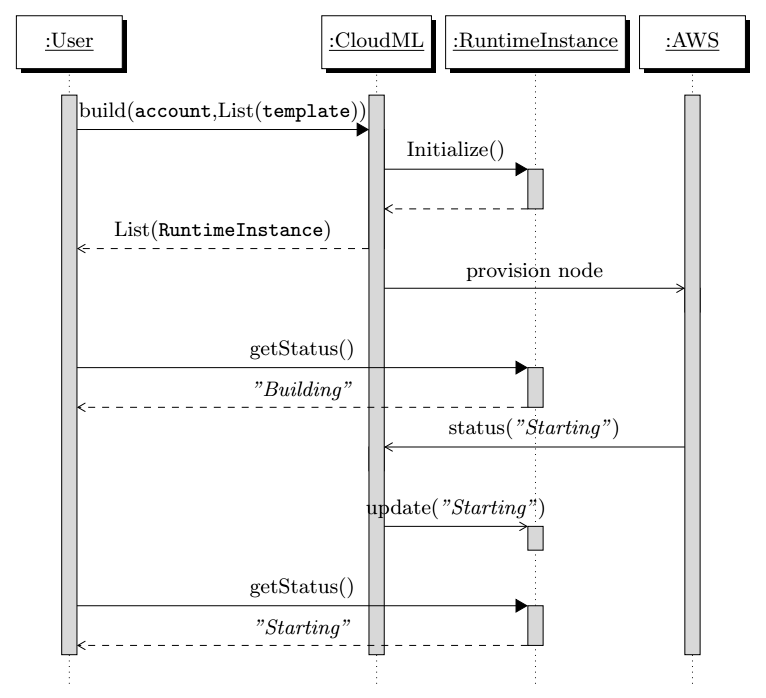 :User :CloudML :RuntimeInstance :AWS
build(account,List(template))
Initialize()
List(RuntimeInstance)
provision node
getStatus()
"Building"
status("Starting")
update("Starting")
getStatus()
"Starting"